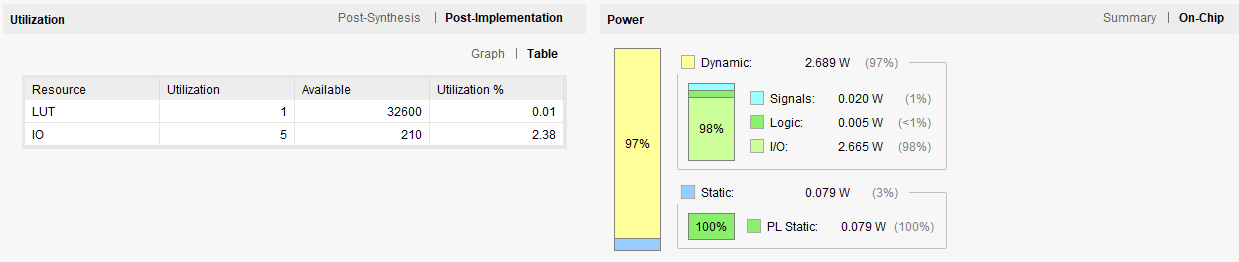 Utilization
Post-Synthesis | Post-Implementation
Graph | Table
Resource Utilization Available Utilization %
LUT 1 32600 0.01
IO 5 210 2.38
Power
Summary | On-Chip
97%
Dynamic: 2.689 W (97%)
98%
Signals: 0.020 W (1%)
Logic: 0.005 W (<1%)
I/O: 2.665 W (98%)
Static: 0.079 W (3%)
100%
PL Static: 0.079 W (100%)